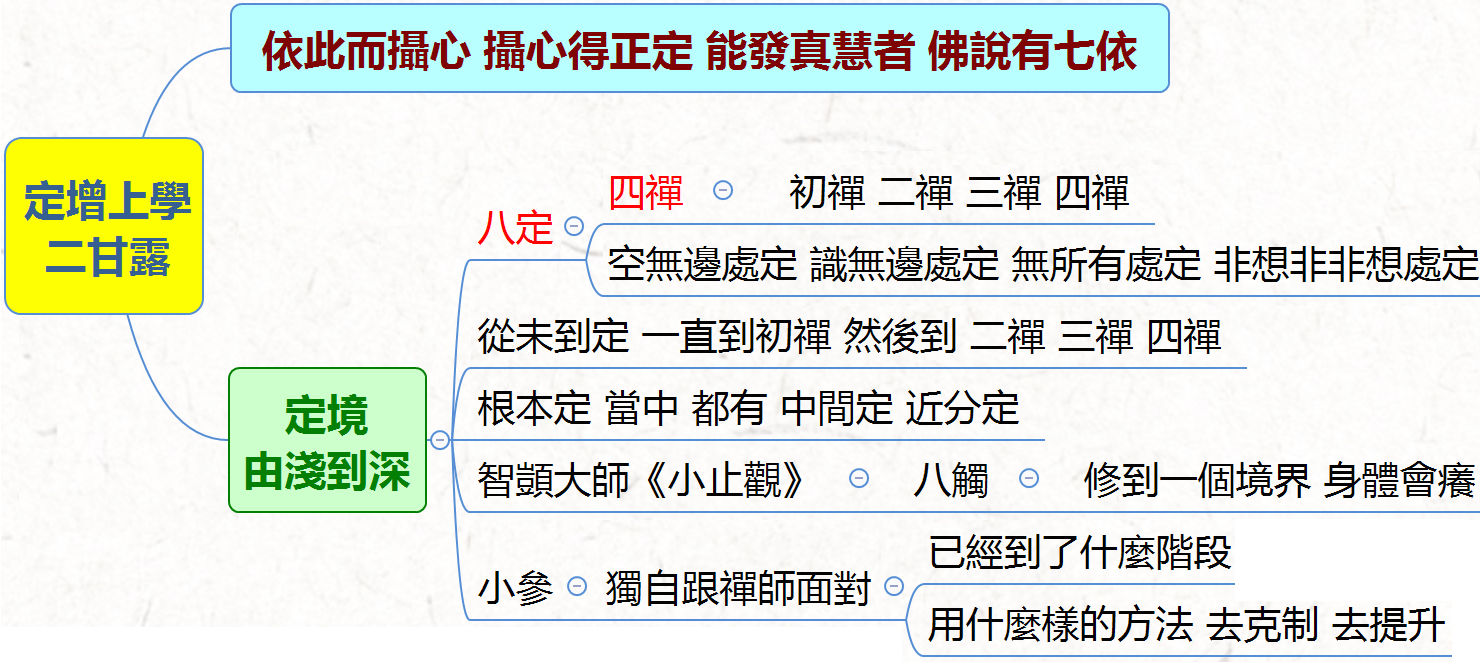 依此而攝心 攝心得正定 能發真慧者 佛說有七依
定增上學
二甘露
八定
四禪
初禪 二禪 三禪 四禪
空無邊處定 識無邊處定 無所有處定 非想非非想處定
從未到定 一直到初禪 然後到 二禪 三禪 四禪
根本定 當中 都有 中間定 近分定
定境
由淺到深
智顗大師《小止觀》
八觸
修到一個境界 身體會癢
小參
獨自跟禪師面對
已經到了什麼階段
用什麼樣的方法 去克制 去提升